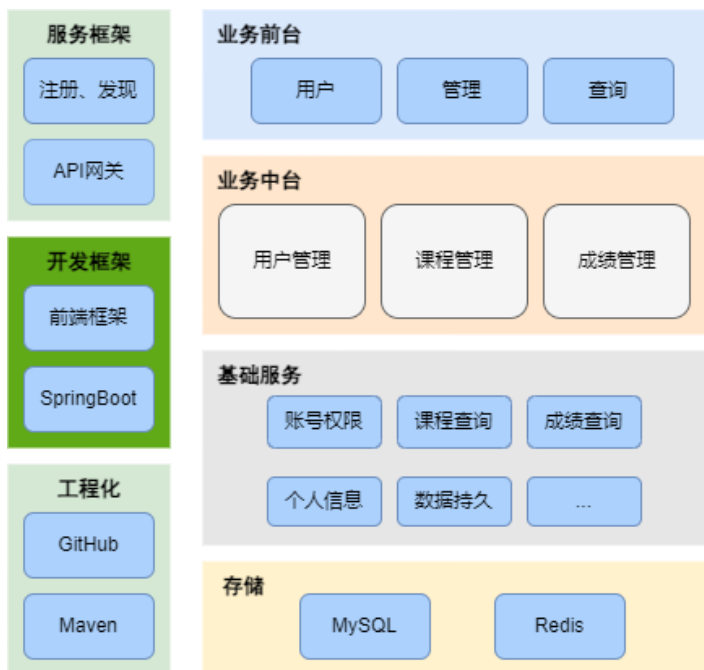 服务框架
注册、发现
API网关
开发框架
前端框架
SpringBoot
工程化
GitHub
Maven
业务前台
用户
管理
查询
业务中台
用户管理
课程管理
成绩管理
基础服务
账号权限
课程查询
成绩查询
个人信息
数据持久
...
存储
MySQL
Redis